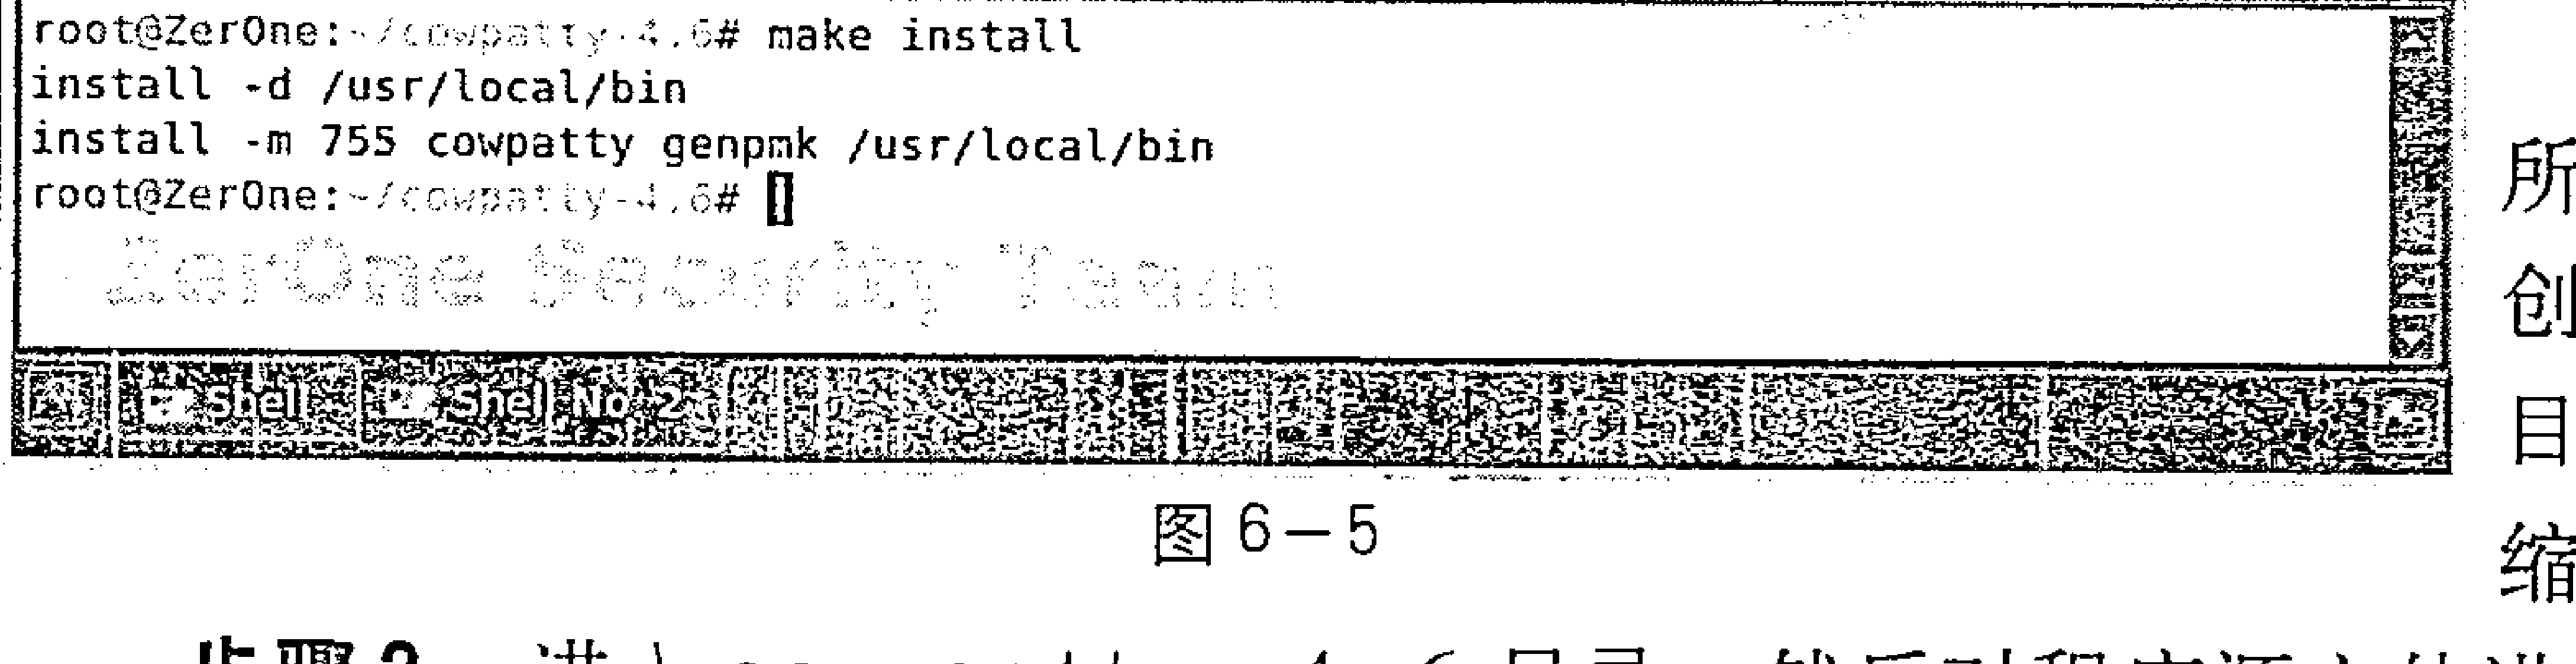 root@ZerOne:~/cowpatty-4.6# make install
install -d /usr/local/bin
install -m 755 cowpatty genpmk /usr/local/bin
root@ZerOne:~/cowpatty-4.6#
ZerOne Security Team
Shell
Shell No. 2
图 6-5
所
创
目
缩